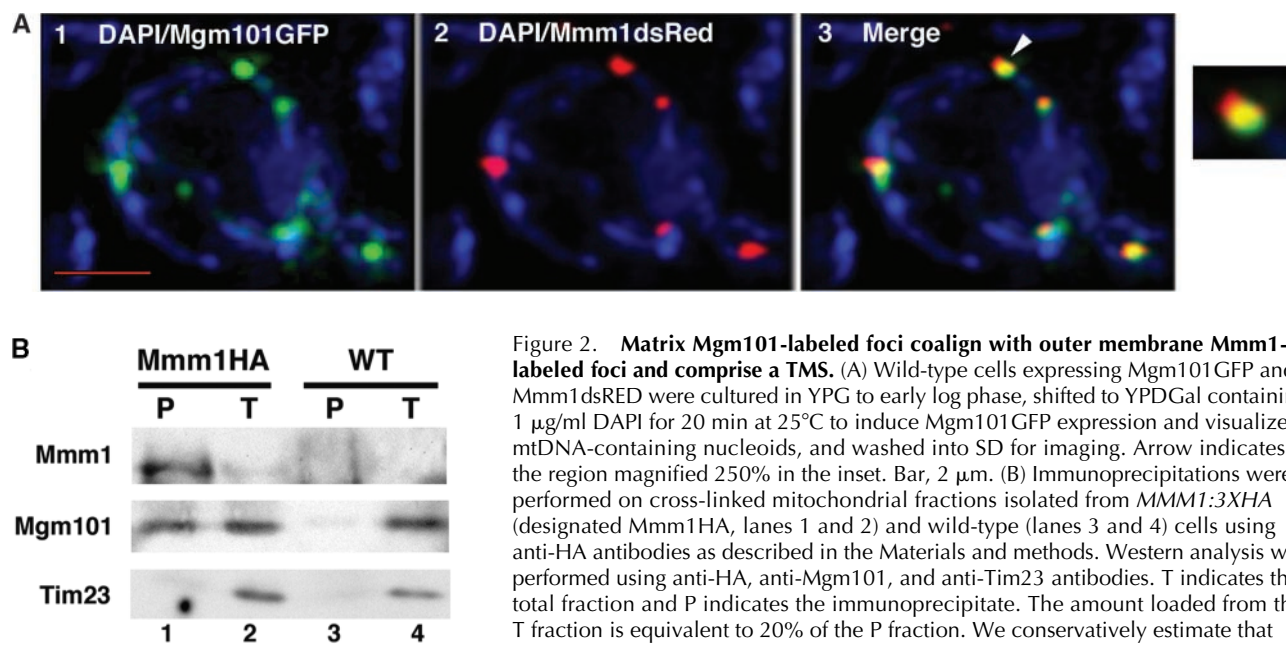 A
1 DAPI/Mgm101GFP
2 DAPI/Mmm1dsRed
3 Merge
B
Mmm1HA WT
P T P T
Mmm1
Mgm101
Tim23
1 2 3 4
Figure 2. Matrix Mgm101-labeled foci coalign with outer membrane Mmm1-
labeled foci and comprise a TMS. (A) Wild-type cells expressing Mgm101GFP and
Mmm1dsRED were cultured in YPG to early log phase, shifted to YPDGal containi
1 μg/ml DAPI for 20 min at 25°C to induce Mgm101GFP expression and visualize
mtDNA-containing nucleoids, and washed into SD for imaging. Arrow indicates
the region magnified 250% in the inset. Bar, 2 μm. (B) Immunoprecipitations were
performed on cross-linked mitochondrial fractions isolated from MMM1:3XHA
(designated Mmm1HA, lanes 1 and 2) and wild-type (lanes 3 and 4) cells using
anti-HA antibodies as described in the Materials and methods. Western analysis w
performed using anti-HA, anti-Mgm101, and anti-Tim23 antibodies. T indicates th
total fraction and P indicates the immunoprecipitate. The amount loaded from th
T fraction is equivalent to 20% of the P fraction. We conservatively estimate that